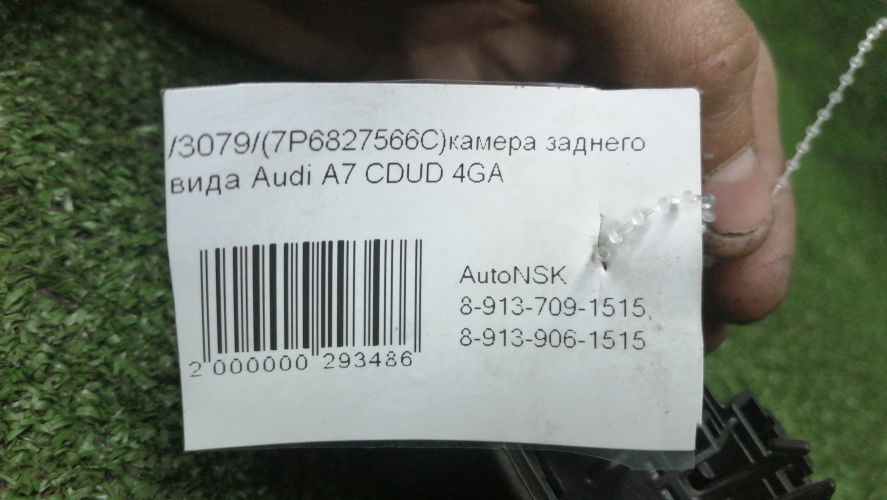 /3079/(7P6827566C)камера заднего
вида Audi A7 CDUD 4GA
AutoNSK
8-913-709-1515,
8-913-906-1515
2 000000 293486